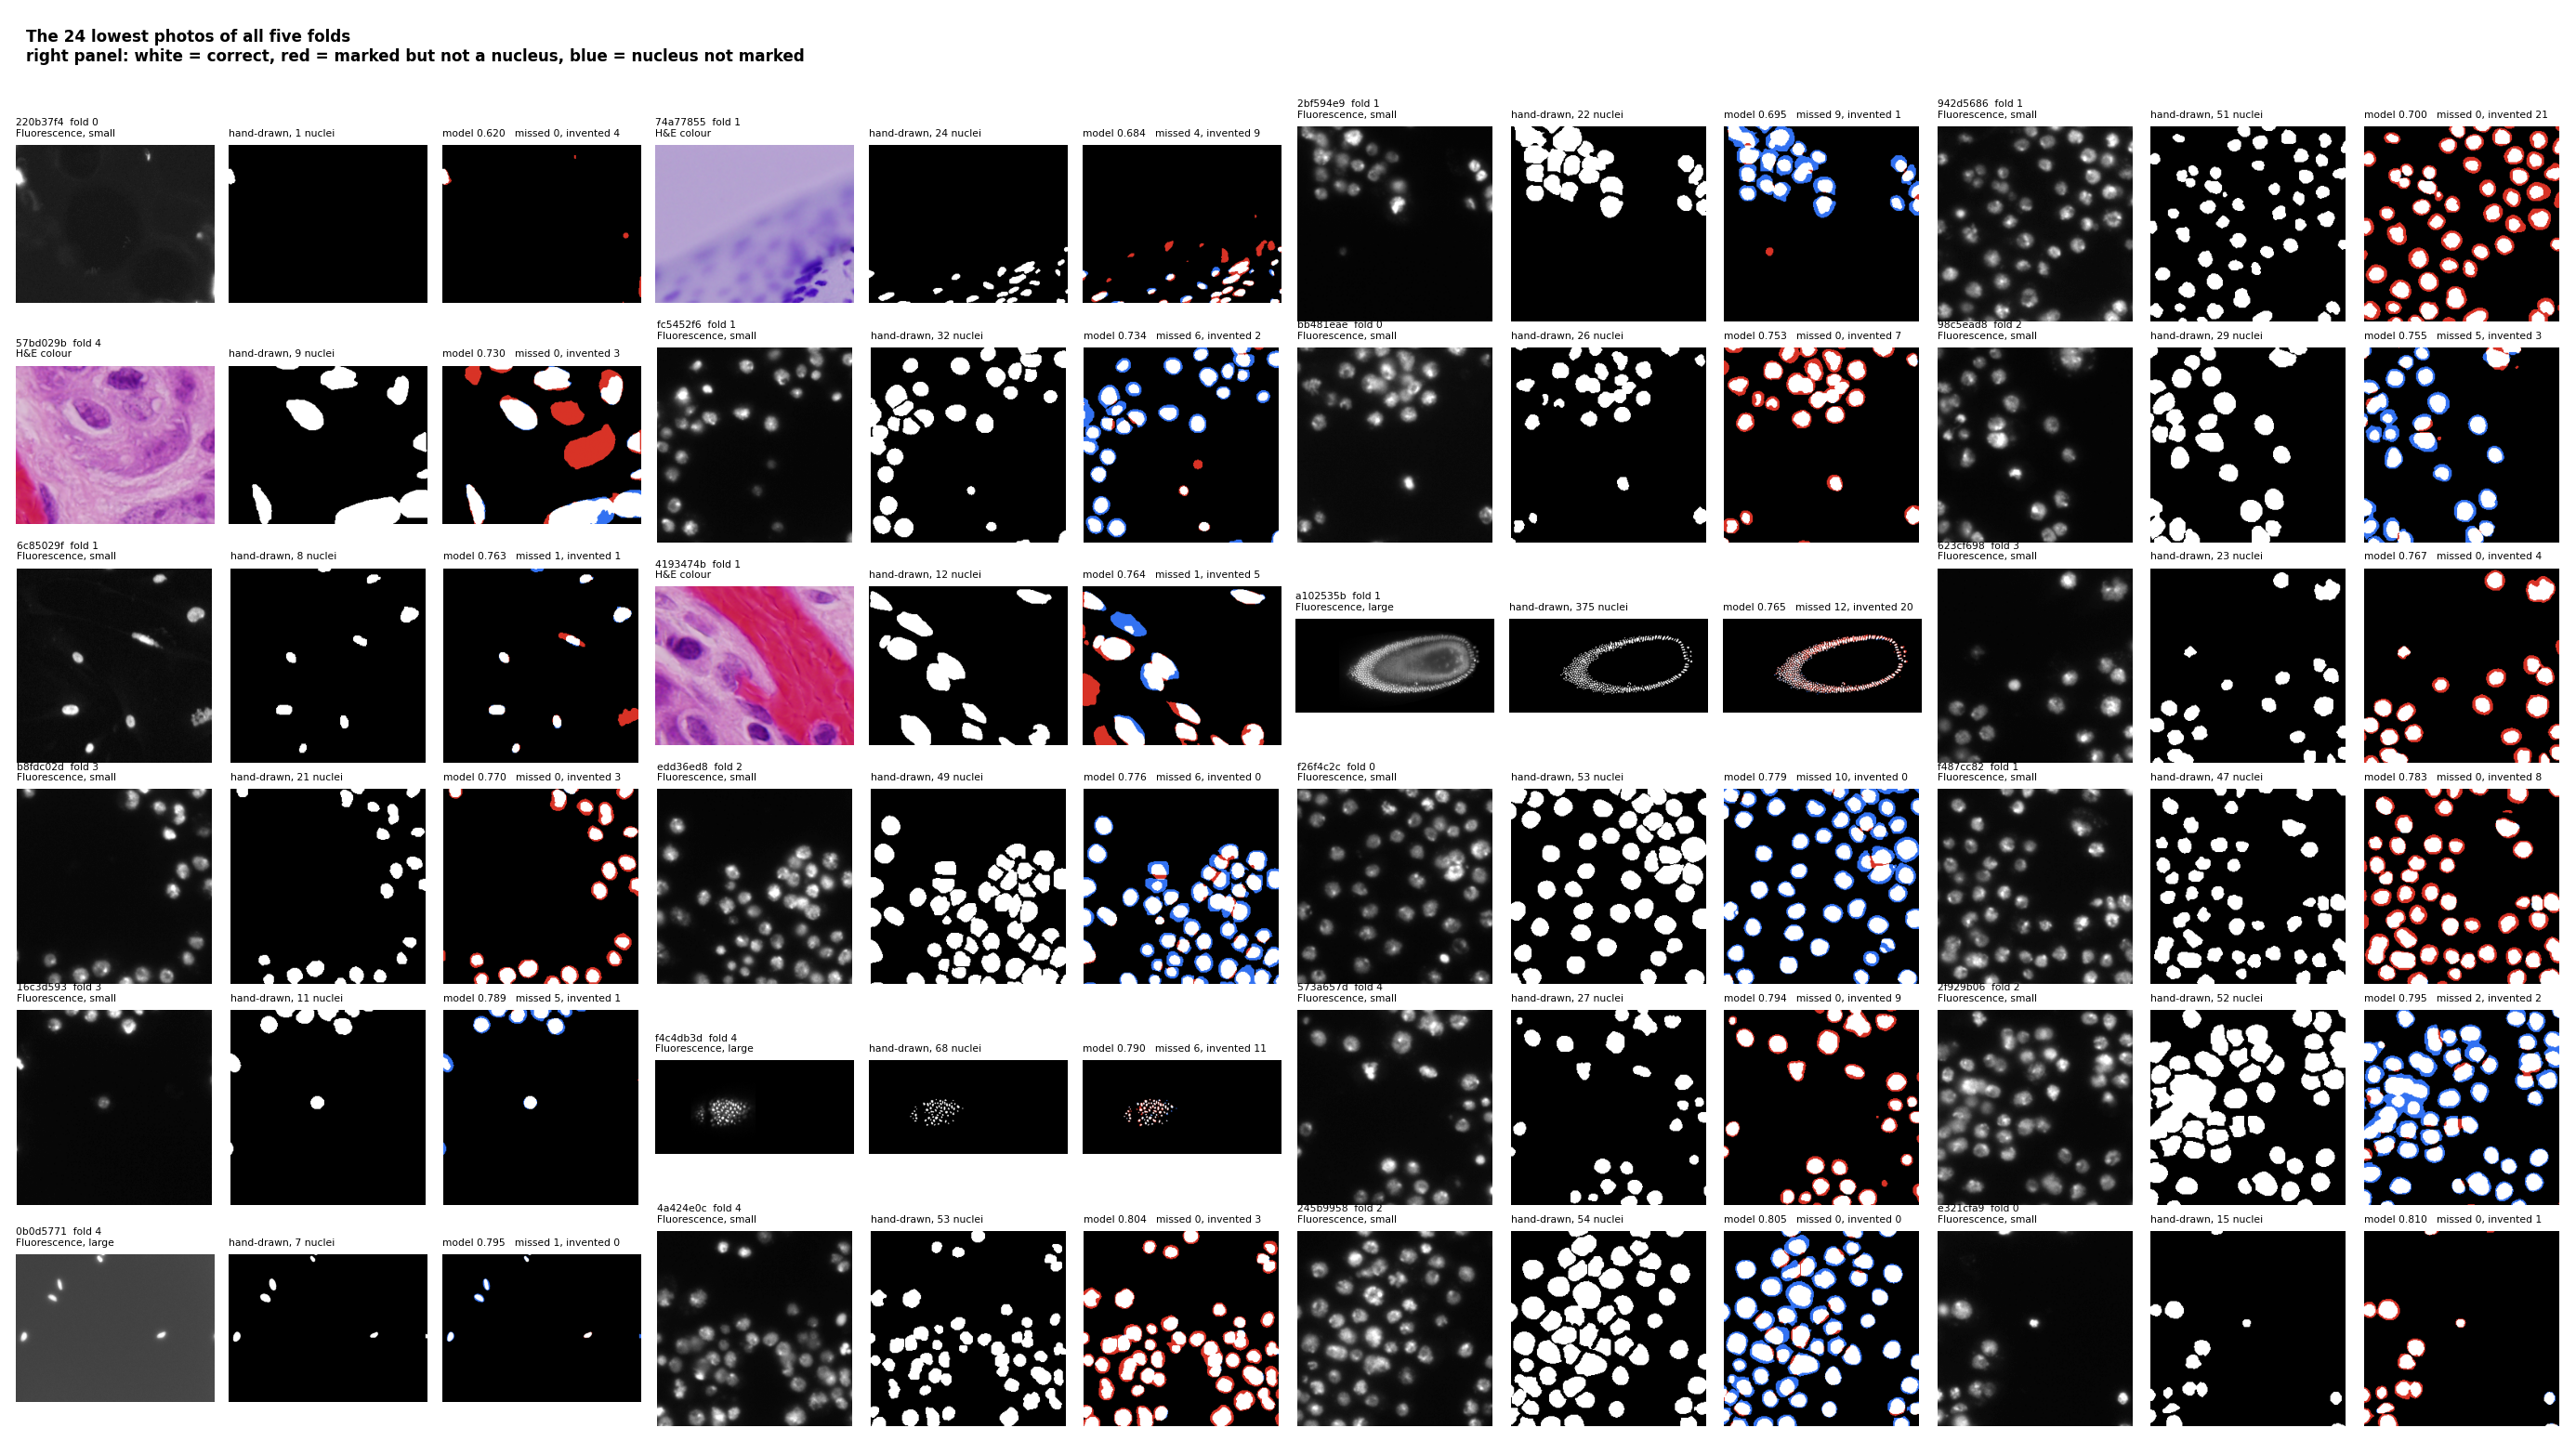 The 24 lowest photos of all five folds
right panel: white = correct, red = marked but not a nucleus, blue = nucleus not marked
220b37f4 fold 0
Fluorescence, small
hand-drawn, 1 nuclei
model 0.620 missed 0, invented 4
74a77855 fold 1
H&E colour
hand-drawn, 24 nuclei
model 0.684 missed 4, invented 9
2bf594e9 fold 1
Fluorescence, small
hand-drawn, 22 nuclei
model 0.695 missed 9, invented 1
942d5686 fold 1
Fluorescence, small
hand-drawn, 51 nuclei
model 0.700 missed 0, invented 21
57bd029b fold 4
H&E colour
hand-drawn, 9 nuclei
model 0.730 missed 0, invented 3
fc5452f6 fold 1
Fluorescence, small
hand-drawn, 32 nuclei
model 0.734 missed 6, invented 2
bb481eae fold 0
Fluorescence, small
hand-drawn, 26 nuclei
model 0.753 missed 0, invented 7
98c5ead8 fold 2
Fluorescence, small
hand-drawn, 29 nuclei
model 0.755 missed 5, invented 3
6c85029f fold 1
Fluorescence, small
hand-drawn, 8 nuclei
model 0.763 missed 1, invented 1
4193474b fold 1
H&E colour
hand-drawn, 12 nuclei
model 0.764 missed 1, invented 5
a102535b fold 1
Fluorescence, large
hand-drawn, 375 nuclei
model 0.765 missed 12, invented 20
623cf698 fold 3
Fluorescence, small
hand-drawn, 23 nuclei
model 0.767 missed 0, invented 4
b8fdc02d fold 3
Fluorescence, small
hand-drawn, 21 nuclei
model 0.770 missed 0, invented 3
edd36ed8 fold 2
Fluorescence, small
hand-drawn, 49 nuclei
model 0.776 missed 6, invented 0
f26f4c2c fold 0
Fluorescence, small
hand-drawn, 53 nuclei
model 0.779 missed 10, invented 0
f487cc82 fold 1
Fluorescence, small
hand-drawn, 47 nuclei
model 0.783 missed 0, invented 8
16c3d593 fold 3
Fluorescence, small
hand-drawn, 11 nuclei
model 0.789 missed 5, invented 1
f4c4db3d fold 4
Fluorescence, large
hand-drawn, 68 nuclei
model 0.790 missed 6, invented 11
573a657d fold 4
Fluorescence, small
hand-drawn, 27 nuclei
model 0.794 missed 0, invented 9
2f929b06 fold 2
Fluorescence, small
hand-drawn, 52 nuclei
model 0.795 missed 2, invented 2
0b0d5771 fold 4
Fluorescence, large
hand-drawn, 7 nuclei
model 0.795 missed 1, invented 0
4a424e0c fold 4
Fluorescence, small
hand-drawn, 53 nuclei
model 0.804 missed 0, invented 3
245b9958 fold 2
Fluorescence, small
hand-drawn, 54 nuclei
model 0.805 missed 0, invented 0
e321cfa9 fold 0
Fluorescence, small
hand-drawn, 15 nuclei
model 0.810 missed 0, invented 1